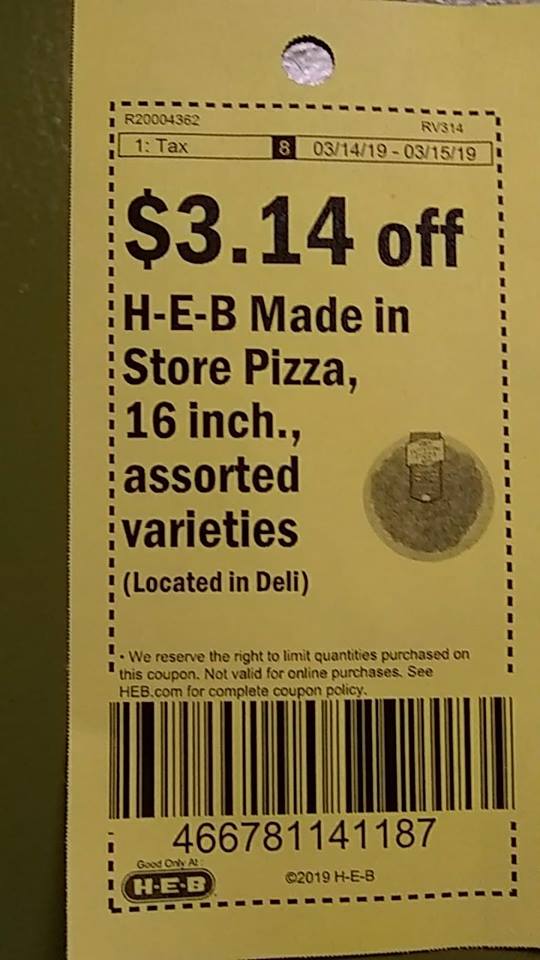 R20004362
RV314
1: Tax 8 03/14/19 - 03/15/19
$3.14 off
H-E-B Made in
Store Pizza,
16 inch.,
assorted
varieties
(Located in Deli)
• We reserve the right to limit quantities purchased on
this coupon. Not valid for online purchases. See
HEB.com for complete coupon policy.
466781141187
Good Only At :
H-E-B
©2019 H-E-B